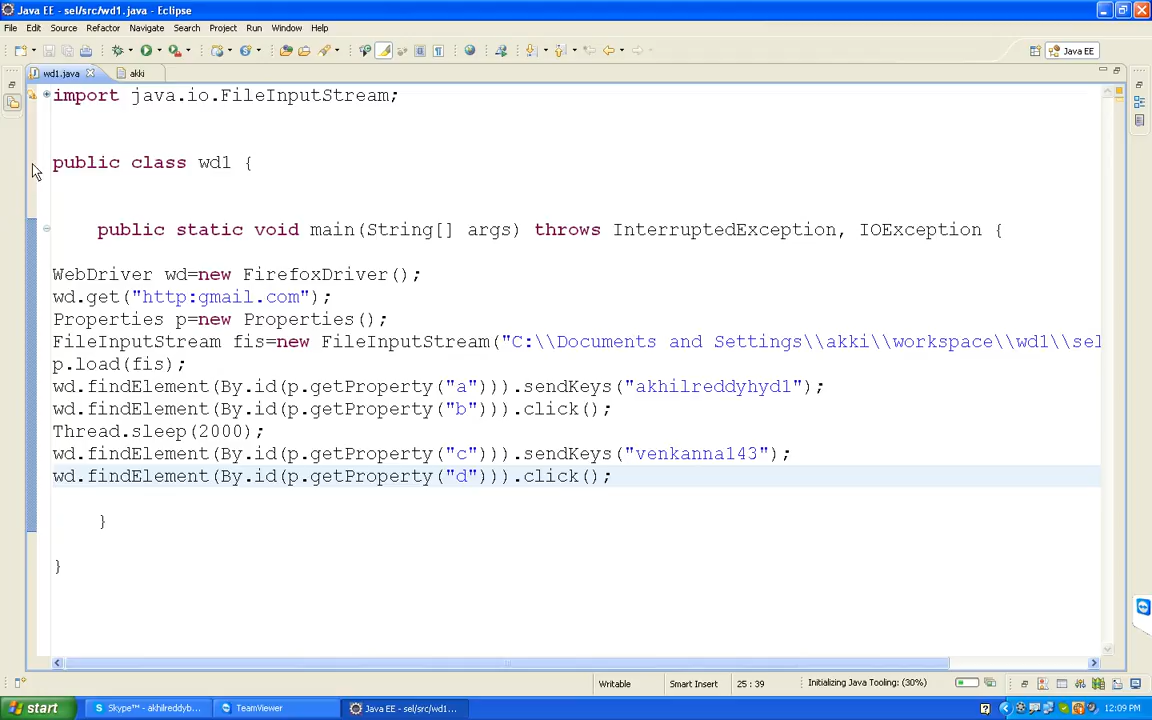 Java EE - sel/src/wd1.java - Eclipse
File Edit Source Refactor Navigate Search Project Run Window Help
Java EE
wd1.java akki
import java.io.FileInputStream;
public class wd1 {
public static void main(String[] args) throws InterruptedException, IOException {
WebDriver wd=new FirefoxDriver();
wd.get("http:gmail.com");
Properties p=new Properties();
FileInputStream fis=new FileInputStream("C:\\Documents and Settings\\akki\\workspace\\wd1\\sel
p.load(fis);
wd.findElement(By.id(p.getProperty("a"))).sendKeys("akhilreddyhyd1");
wd.findElement(By.id(p.getProperty("b"))).click();
Thread.sleep(2000);
wd.findElement(By.id(p.getProperty("c"))).sendKeys("venkanna143");
wd.findElement(By.id(p.getProperty("d"))).click();
}
}
Writable Smart Insert 25 : 39 Initializing Java Tooling: (30%)
start Skype™ - akhilreddyb... TeamViewer Java EE - sel/src/wd1... 12:09 PM